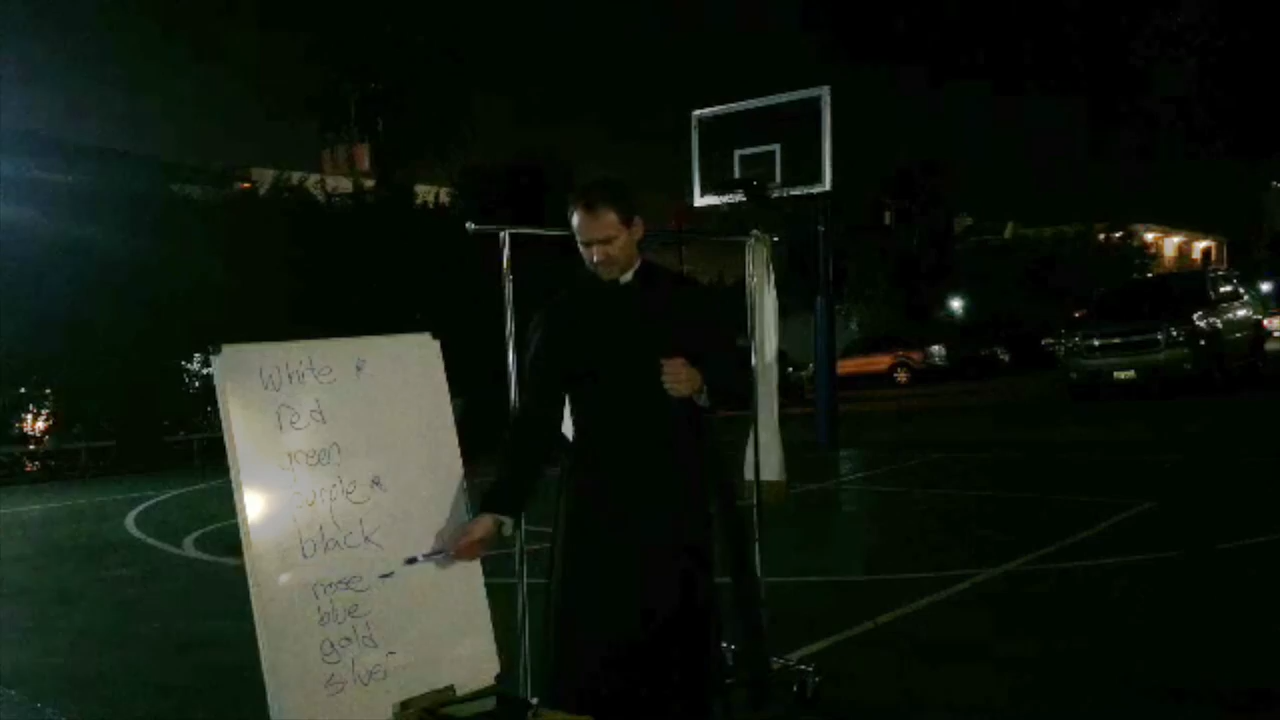 White R
red
green
purple R
black
rose -
blue
gold
silver